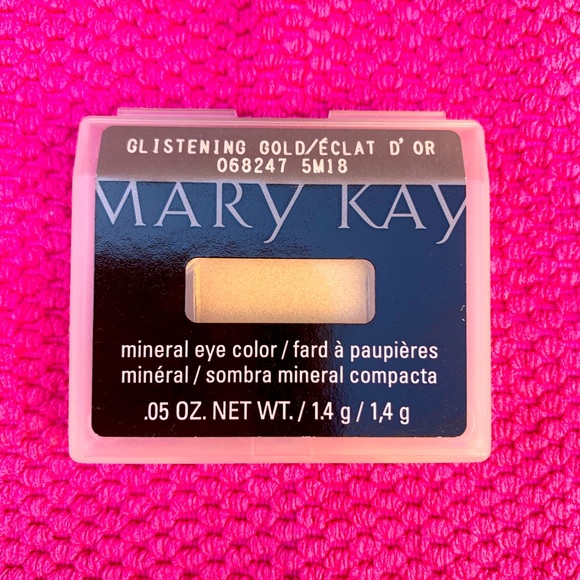 GLISTENING GOLD/ÉCLAT D'OR
068247 5M18
MARY KAY
mineral eye color / fard à paupières
minéral / sombra mineral compacta
.05 OZ. NET WT. / 1.4 g / 1,4 g